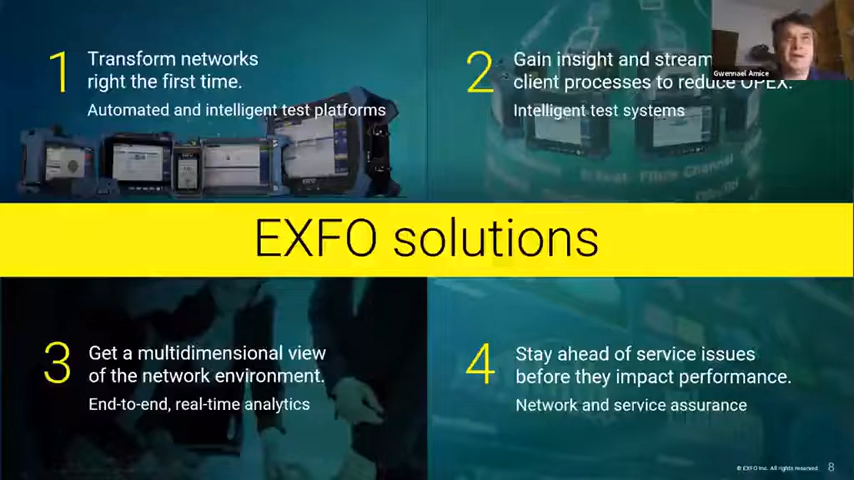 1
Transform networks
right the first time.
Automated and intelligent test platforms
2
Gain insight and stream
client processes to reduce OPEX.
Intelligent test systems
Gwennael Amice
EXFO solutions
3
Get a multidimensional view
of the network environment.
End-to-end, real-time analytics
4
Stay ahead of service issues
before they impact performance.
Network and service assurance
© EXFO Inc. All rights reserved.
8